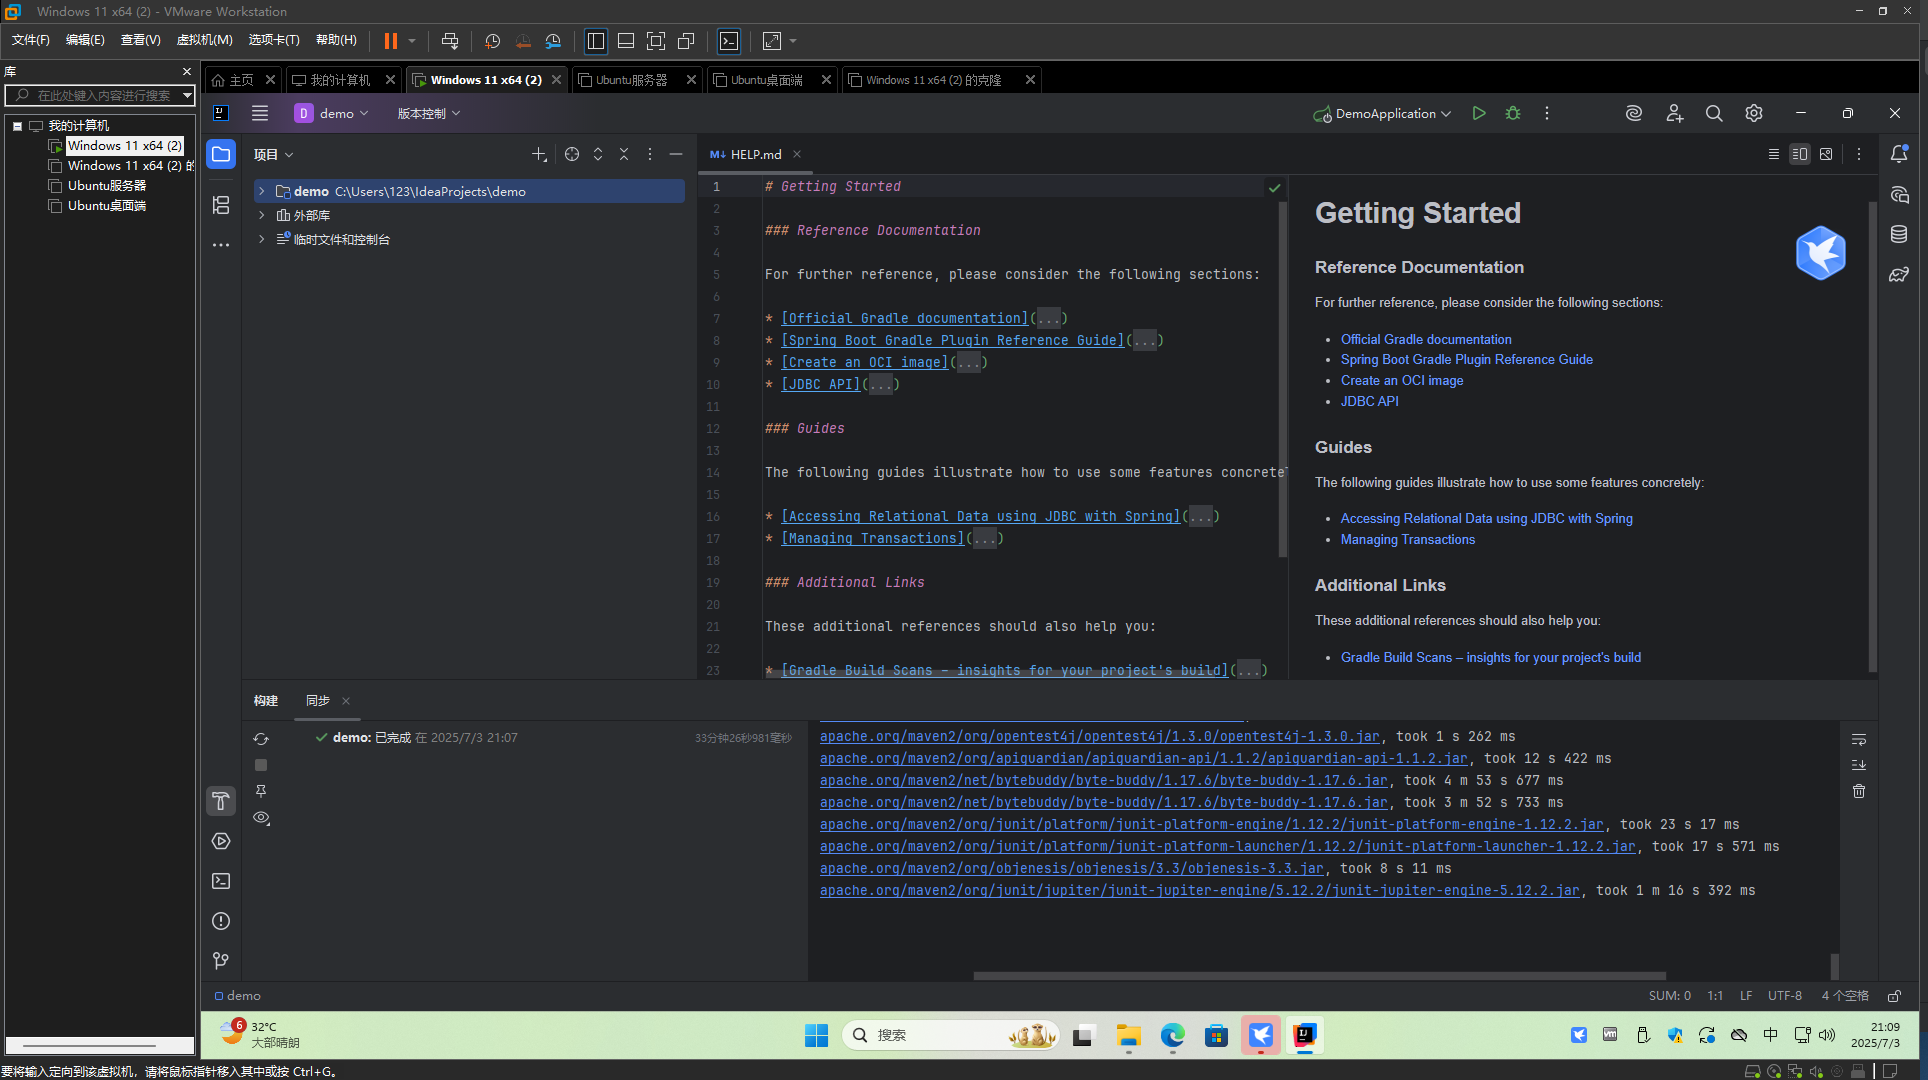 Windows 11 x64 (2) - VMware Workstation
文件(F) 编辑(E) 查看(V) 虚拟机(M) 选项卡(T) 帮助(H)
库
在此处键入内容进行搜索
我的计算机
Windows 11 x64 (2)
Windows 11 x64 (2) 的
Ubuntu服务器
Ubuntu桌面端
主页 我的计算机 Windows 11 x64 (2) Ubuntu服务器 Ubuntu桌面端 Windows 11 x64 (2) 的克隆
D demo 版本控制 DemoApplication
项目
demo C:\Users\123\IdeaProjects\demo
外部库
临时文件和控制台
M↓ HELP.md
1 # Getting Started
2
3 ### Reference Documentation
4
5 For further reference, please consider the following sections:
6
7 * [Official Gradle documentation](...)
8 * [Spring Boot Gradle Plugin Reference Guide](...)
9 * [Create an OCI image](...)
10 * [JDBC API](...)
11
12 ### Guides
13
14 The following guides illustrate how to use some features concrete
15
16 * [Accessing Relational Data using JDBC with Spring](...)
17 * [Managing Transactions](...)
18
19 ### Additional Links
20
21 These additional references should also help you:
22
23 * [Gradle Build Scans – insights for your project's build](...)
Getting Started
Reference Documentation
For further reference, please consider the following sections:
• Official Gradle documentation
• Spring Boot Gradle Plugin Reference Guide
• Create an OCI image
• JDBC API
Guides
The following guides illustrate how to use some features concretely:
• Accessing Relational Data using JDBC with Spring
• Managing Transactions
Additional Links
These additional references should also help you:
• Gradle Build Scans – insights for your project's build
构建 同步
demo: 已完成 在 2025/7/3 21:07 33分钟26秒981毫秒
apache.org/maven2/org/opentest4j/opentest4j/1.3.0/opentest4j-1.3.0.jar, took 1 s 262 ms
apache.org/maven2/org/apiguardian/apiguardian-api/1.1.2/apiguardian-api-1.1.2.jar, took 12 s 422 ms
apache.org/maven2/net/bytebuddy/byte-buddy/1.17.6/byte-buddy-1.17.6.jar, took 4 m 53 s 677 ms
apache.org/maven2/net/bytebuddy/byte-buddy/1.17.6/byte-buddy-1.17.6.jar, took 3 m 52 s 733 ms
apache.org/maven2/org/junit/platform/junit-platform-engine/1.12.2/junit-platform-engine-1.12.2.jar, took 23 s 17 ms
apache.org/maven2/org/junit/platform/junit-platform-launcher/1.12.2/junit-platform-launcher-1.12.2.jar, took 17 s 571 ms
apache.org/maven2/org/objenesis/objenesis/3.3/objenesis-3.3.jar, took 8 s 11 ms
apache.org/maven2/org/junit/jupiter/junit-jupiter-engine/5.12.2/junit-jupiter-engine-5.12.2.jar, took 1 m 16 s 392 ms
demo SUM: 0 1:1 LF UTF-8 4 个空格
6 32°C
大部晴朗
搜索
中
21:09
2025/7/3
要将输入定向到该虚拟机，请将鼠标指针移入其中或按 Ctrl+G。